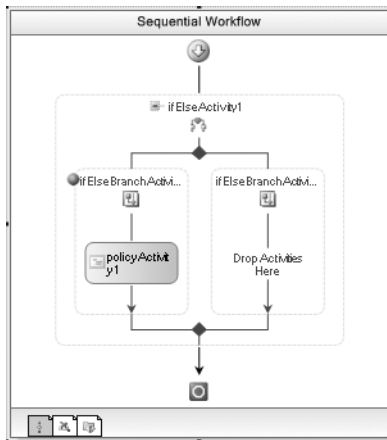 Sequential Workflow
ifElseActivity1
ifElseBranchActivi...
ifElseBranchActivi...
policyActivit
y1
Drop Activities
Here